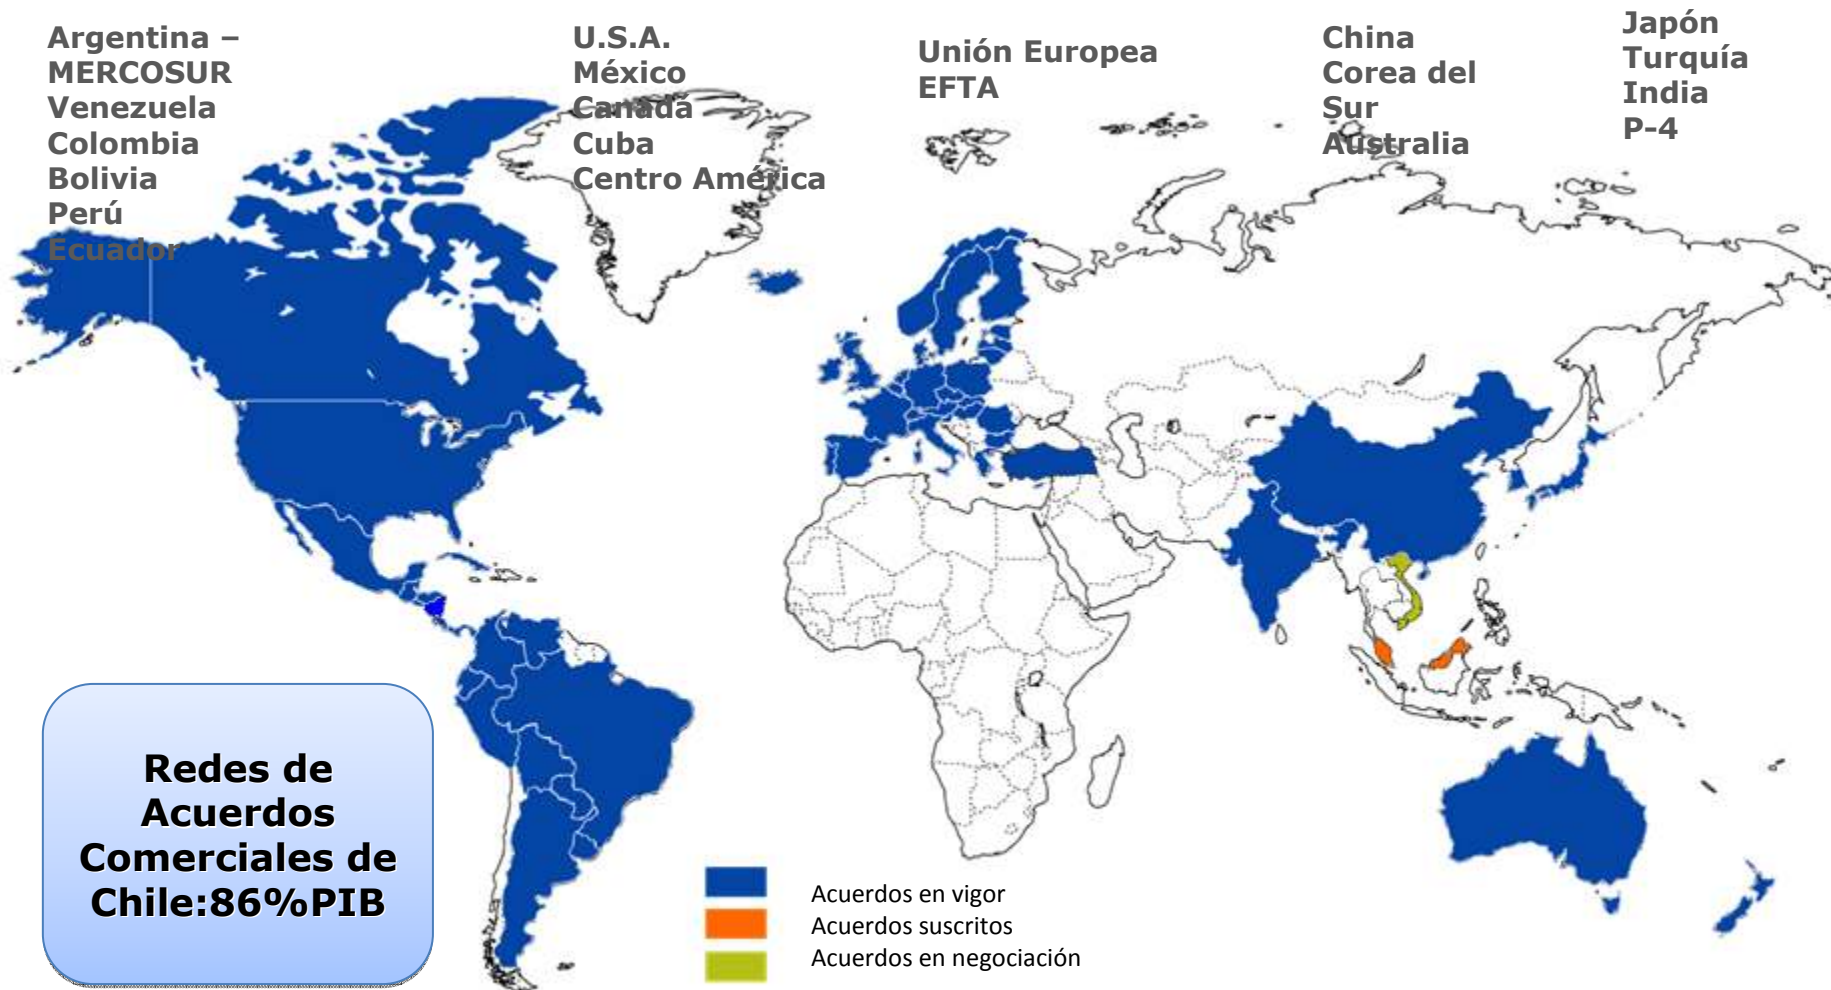 Argentina –
MERCOSUR
Venezuela
Colombia
Bolivia
Perú
Ecuador
U.S.A.
México
Canadá
Cuba
Centro América
Unión Europea
EFTA
China
Corea del
Sur
Australia
Japón
Turquía
India
P-4
Redes de
Acuerdos
Comerciales de
Chile:86%PIB
Acuerdos en vigor
Acuerdos suscritos
Acuerdos en negociación